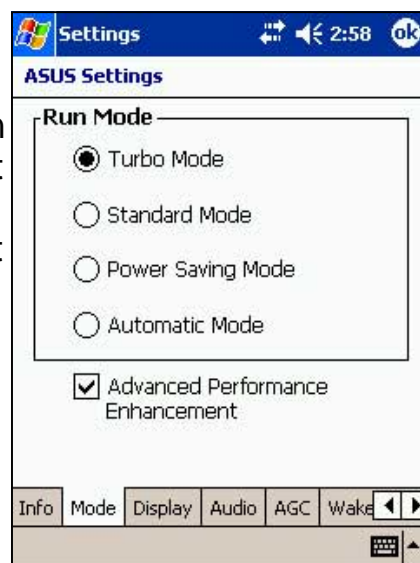 Settings 2:58 ok
ASUS Settings
Run Mode
Turbo Mode
Standard Mode
Power Saving Mode
Automatic Mode
Advanced Performance
Enhancement
Info Mode Display Audio AGC Wake